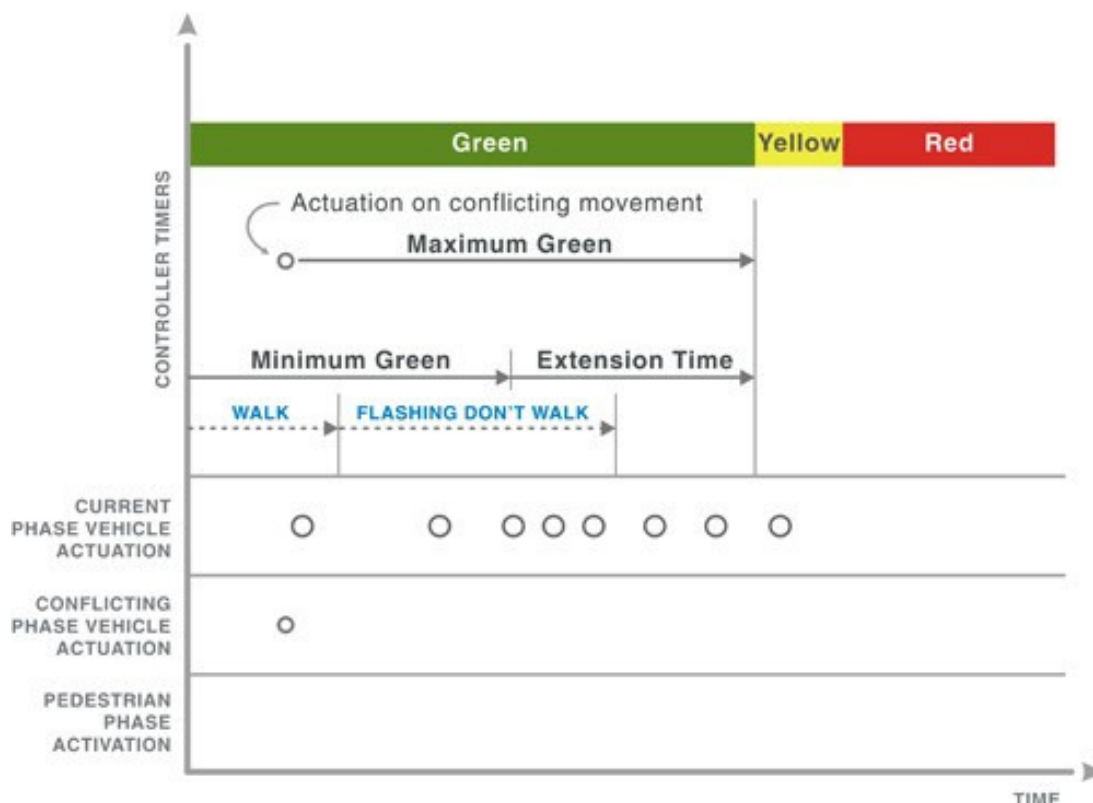 Green Yellow Red
Actuation on conflicting movement
Maximum Green
CONTROLLER TIMERS
Minimum Green Extension Time
WALK FLASHING DON'T WALK
CURRENT
PHASE VEHICLE
ACTUATION
CONFLICTING
PHASE VEHICLE
ACTUATION
PEDESTRIAN
PHASE
ACTIVATION
TIME